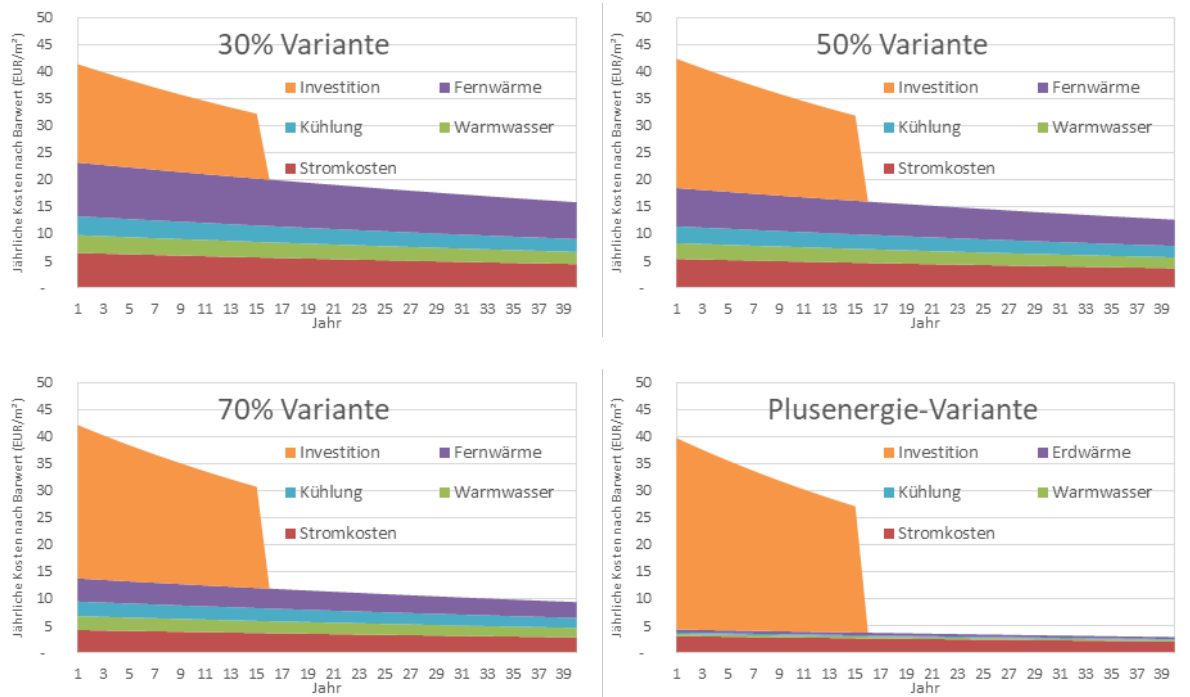 30% Variante
Jährliche Kosten nach Barwert (EUR/m²)
50
45
40
35
30
25
20
15
10
5
-
Investition Fernwärme
Kühlung Warmwasser
Stromkosten
1 3 5 7 9 11 13 15 17 19 21 23 25 27 29 31 33 35 37 39
Jahr
50% Variante
Jährliche Kosten nach Barwert (EUR/m²)
50
45
40
35
30
25
20
15
10
5
-
Investition Fernwärme
Kühlung Warmwasser
Stromkosten
1 3 5 7 9 11 13 15 17 19 21 23 25 27 29 31 33 35 37 39
Jahr
70% Variante
Jährliche Kosten nach Barwert (EUR/m²)
50
45
40
35
30
25
20
15
10
5
-
Investition Fernwärme
Kühlung Warmwasser
Stromkosten
1 3 5 7 9 11 13 15 17 19 21 23 25 27 29 31 33 35 37 39
Jahr
Plusenergie-Variante
Jährliche Kosten nach Barwert (EUR/m²)
50
45
40
35
30
25
20
15
10
5
-
Investition Erdwärme
Kühlung Warmwasser
Stromkosten
1 3 5 7 9 11 13 15 17 19 21 23 25 27 29 31 33 35 37 39
Jahr